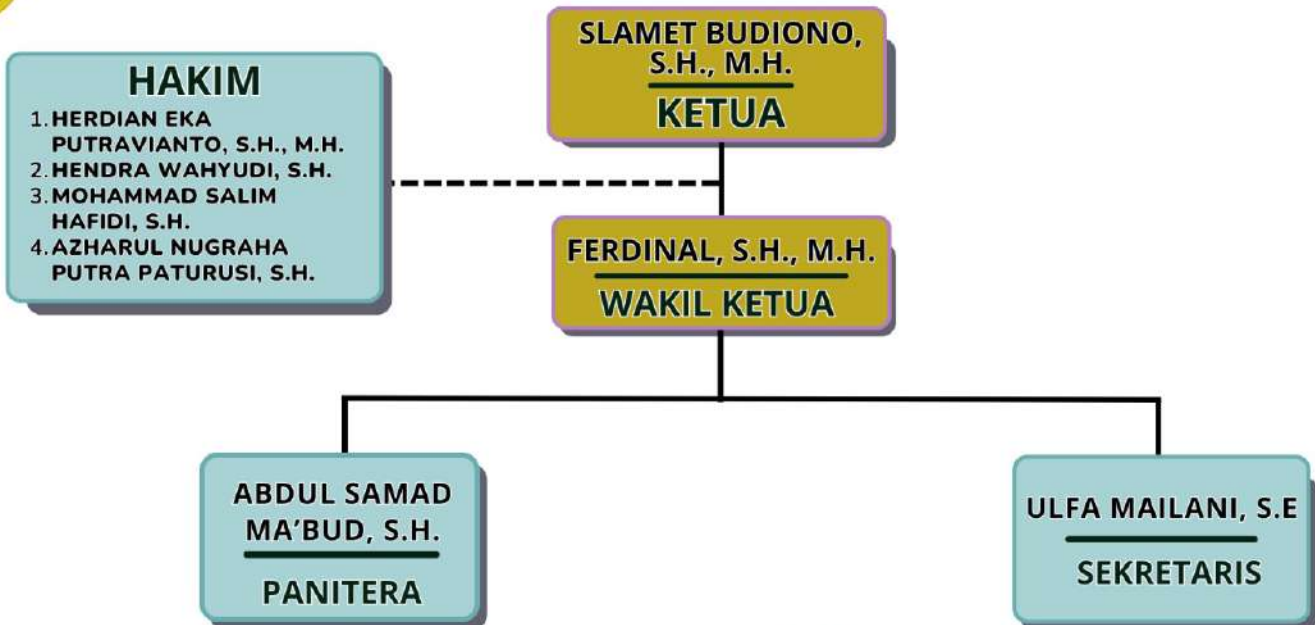 SLAMET BUDIONO,
S.H., M.H.
KETUA
HAKIM
1. HERDIAN EKA
PUTRAVIANTO, S.H., M.H.
2. HENDRA WAHYUDI, S.H.
3. MOHAMMAD SALIM
HAFIDI, S.H.
4. AZHARUL NUGRAHA
PUTRA PATURUSI, S.H.
FERDINAL, S.H., M.H.
WAKIL KETUA
ABDUL SAMAD
MA’BUD, S.H.
PANITERA
ULFA MAILANI, S.E
SEKRETARIS